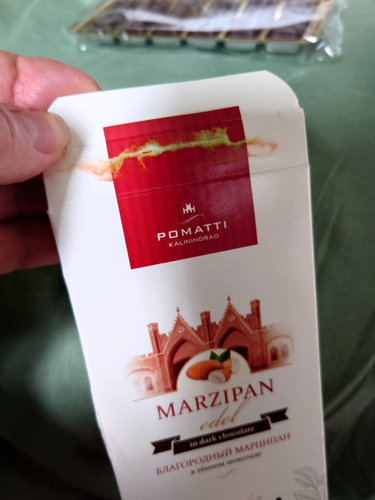 POMATTI
KALININGRAD
MARZIPAN
edel
in dark chocolate
БЛАГОРОДНЫЙ МАРЦИПАН
в тёмном шоколаде